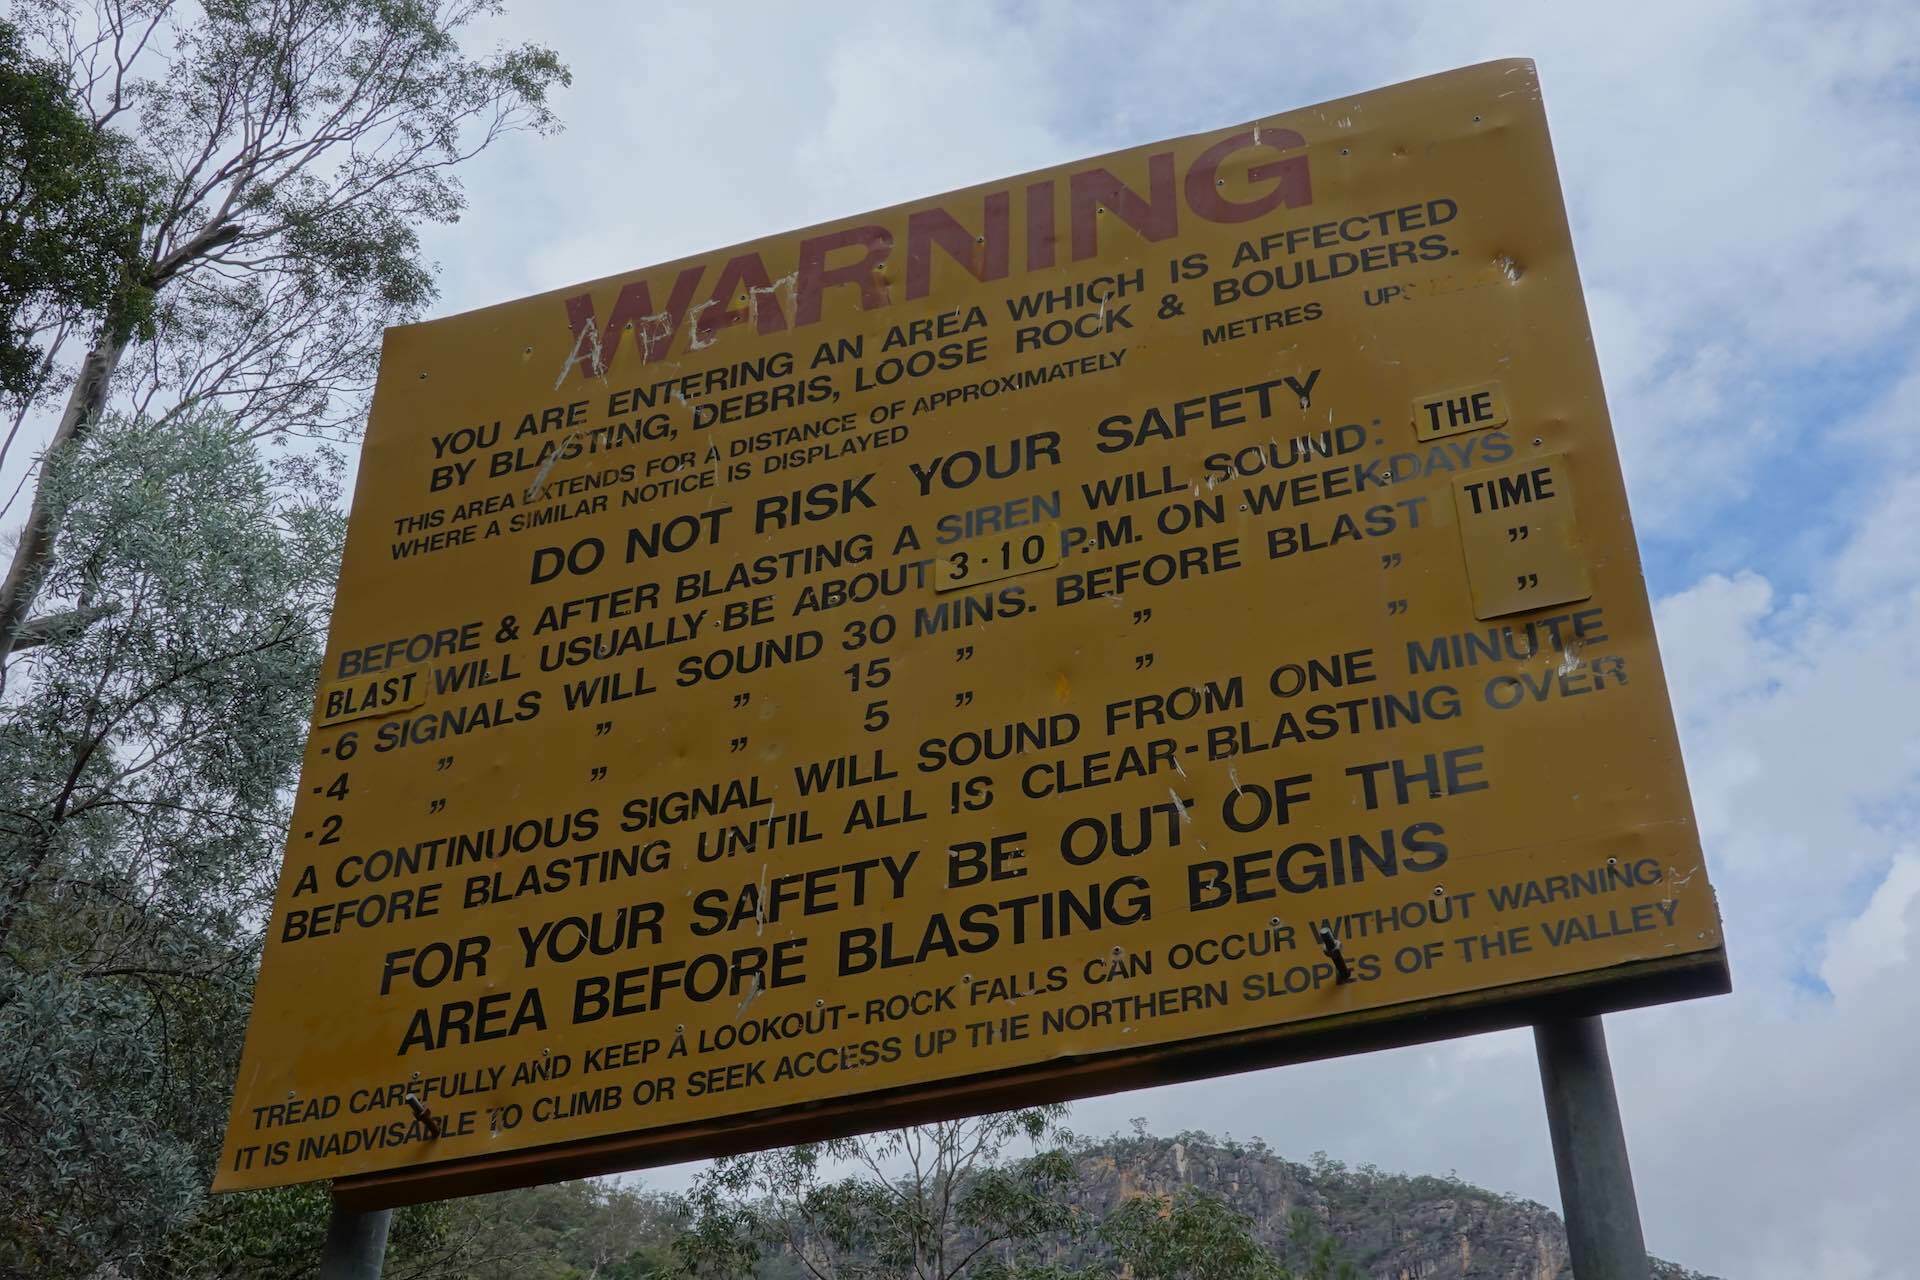 WARNING
YOU ARE ENTERING AN AREA WHICH IS AFFECTED
BY BLASTING, DEBRIS, LOOSE ROCK & BOULDERS.
THIS AREA EXTENDS FOR A DISTANCE OF APPROXIMATELY METRES
WHERE A SIMILAR NOTICE IS DISPLAYED
DO NOT RISK YOUR SAFETY
BEFORE & AFTER BLASTING A SIREN WILL SOUND: THE
BLAST WILL USUALLY BE ABOUT 3·10 P.M. ON WEEKDAYS
-6 SIGNALS WILL SOUND 30 MINS. BEFORE BLAST TIME
-4 " " " 15 " " " "
-2 " " " 5 " " " "
A CONTINUOUS SIGNAL WILL SOUND FROM ONE MINUTE
BEFORE BLASTING UNTIL ALL IS CLEAR-BLASTING OVER
FOR YOUR SAFETY BE OUT OF THE
AREA BEFORE BLASTING BEGINS
TREAD CAREFULLY AND KEEP A LOOKOUT-ROCK FALLS CAN OCCUR WITHOUT WARNING
IT IS INADVISABLE TO CLIMB OR SEEK ACCESS UP THE NORTHERN SLOPES OF THE VALLEY